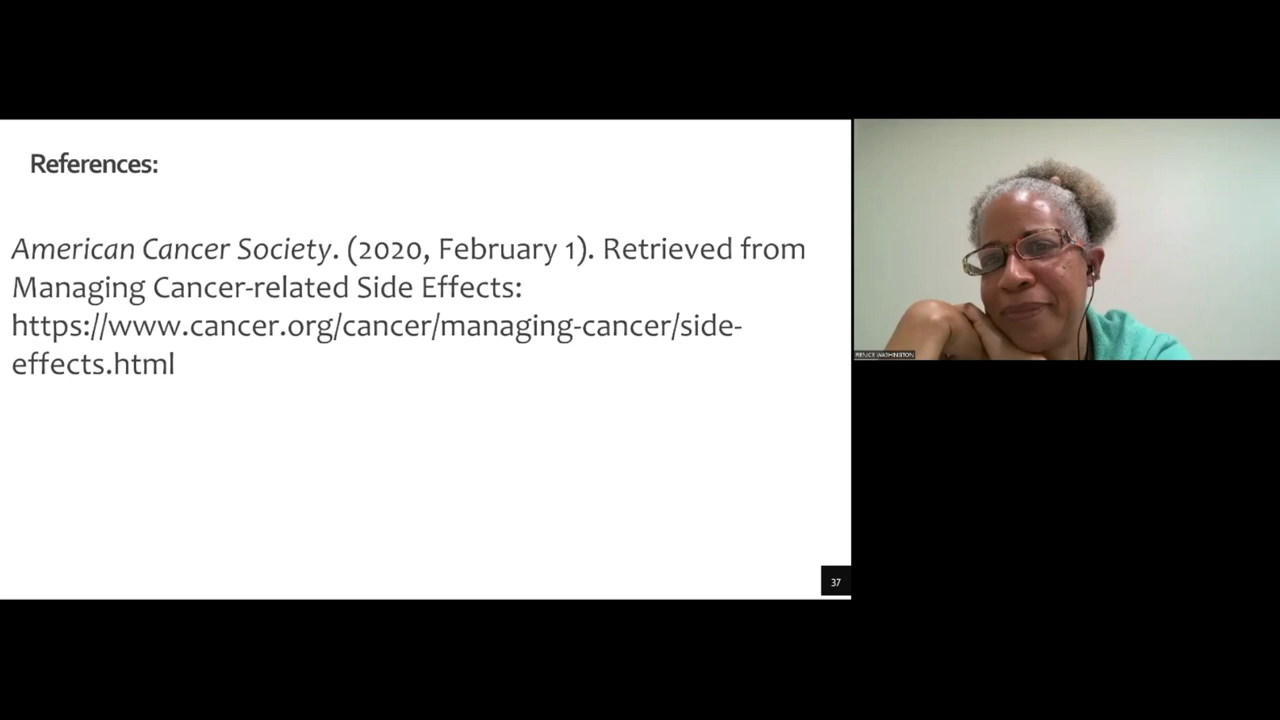 References:
American Cancer Society. (2020, February 1). Retrieved from
Managing Cancer-related Side Effects:
https://www.cancer.org/cancer/managing-cancer/side-
effects.html
37
WASHINGTON